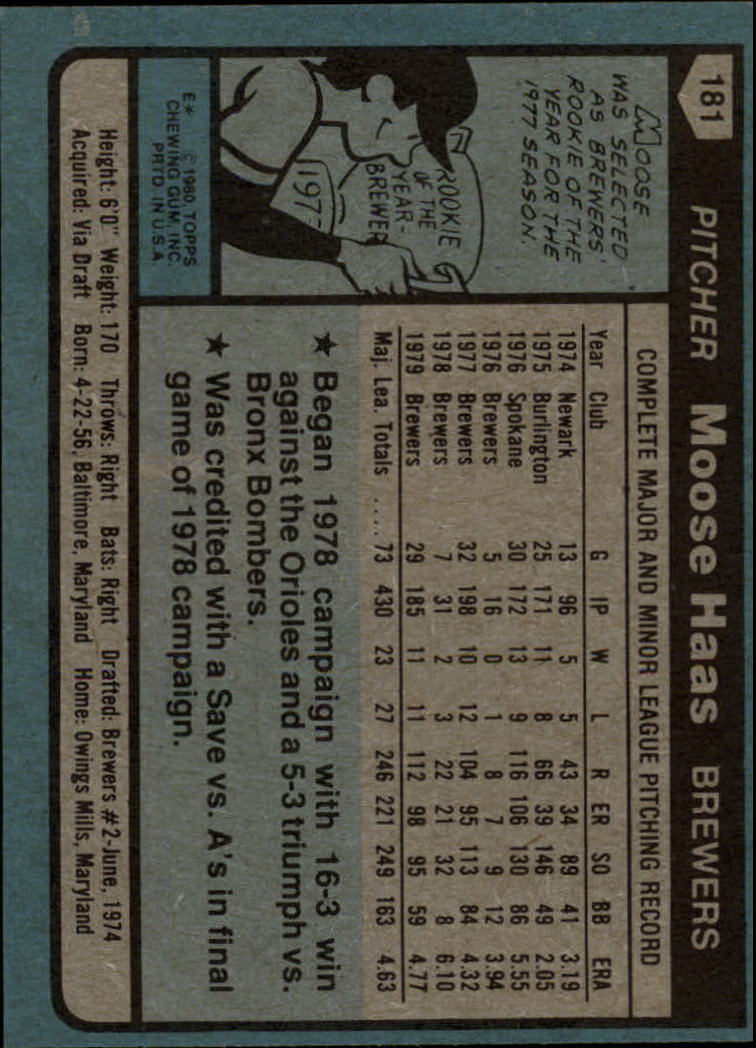 181 PITCHER Moose Haas BREWERS
MOOSE
WAS SELECTED
AS BREWERS'
ROOKIE OF THE
YEAR FOR THE
1977 SEASON.
ROOKIE
OF THE
YEAR-
BREWER
197
E* © 1980 TOPPS
CHEWING GUM, INC.
PRTD. IN U.S.A.
COMPLETE MAJOR AND MINOR LEAGUE PITCHING RECORD
Year Club G IP W L R ER SO BB ERA
1974 Newark 13 96 5 5 43 34 89 41 3.19
1975 Burlington 25 171 11 8 66 39 146 49 2.05
1976 Spokane 30 172 13 9 116 106 130 86 5.55
1976 Brewers 5 16 0 1 8 7 9 12 3.94
1977 Brewers 32 198 10 12 104 95 113 84 4.32
1978 Brewers 7 31 2 3 22 21 32 8 6.10
1979 Brewers 29 185 11 11 112 98 95 59 4.77
Maj. Lea. Totals .... 73 430 23 27 246 221 249 163 4.63
★ Began 1978 campaign with 16-3 win
against the Orioles and a 5-3 triumph vs.
Bronx Bombers.
★ Was credited with a Save vs. A's in final
game of 1978 campaign.
Height: 6'0" Weight: 170 Throws: Right Bats: Right Drafted: Brewers #2-June, 1974
Acquired: Via Draft Born: 4-22-56, Baltimore, Maryland Home: Owings Mills, Maryland